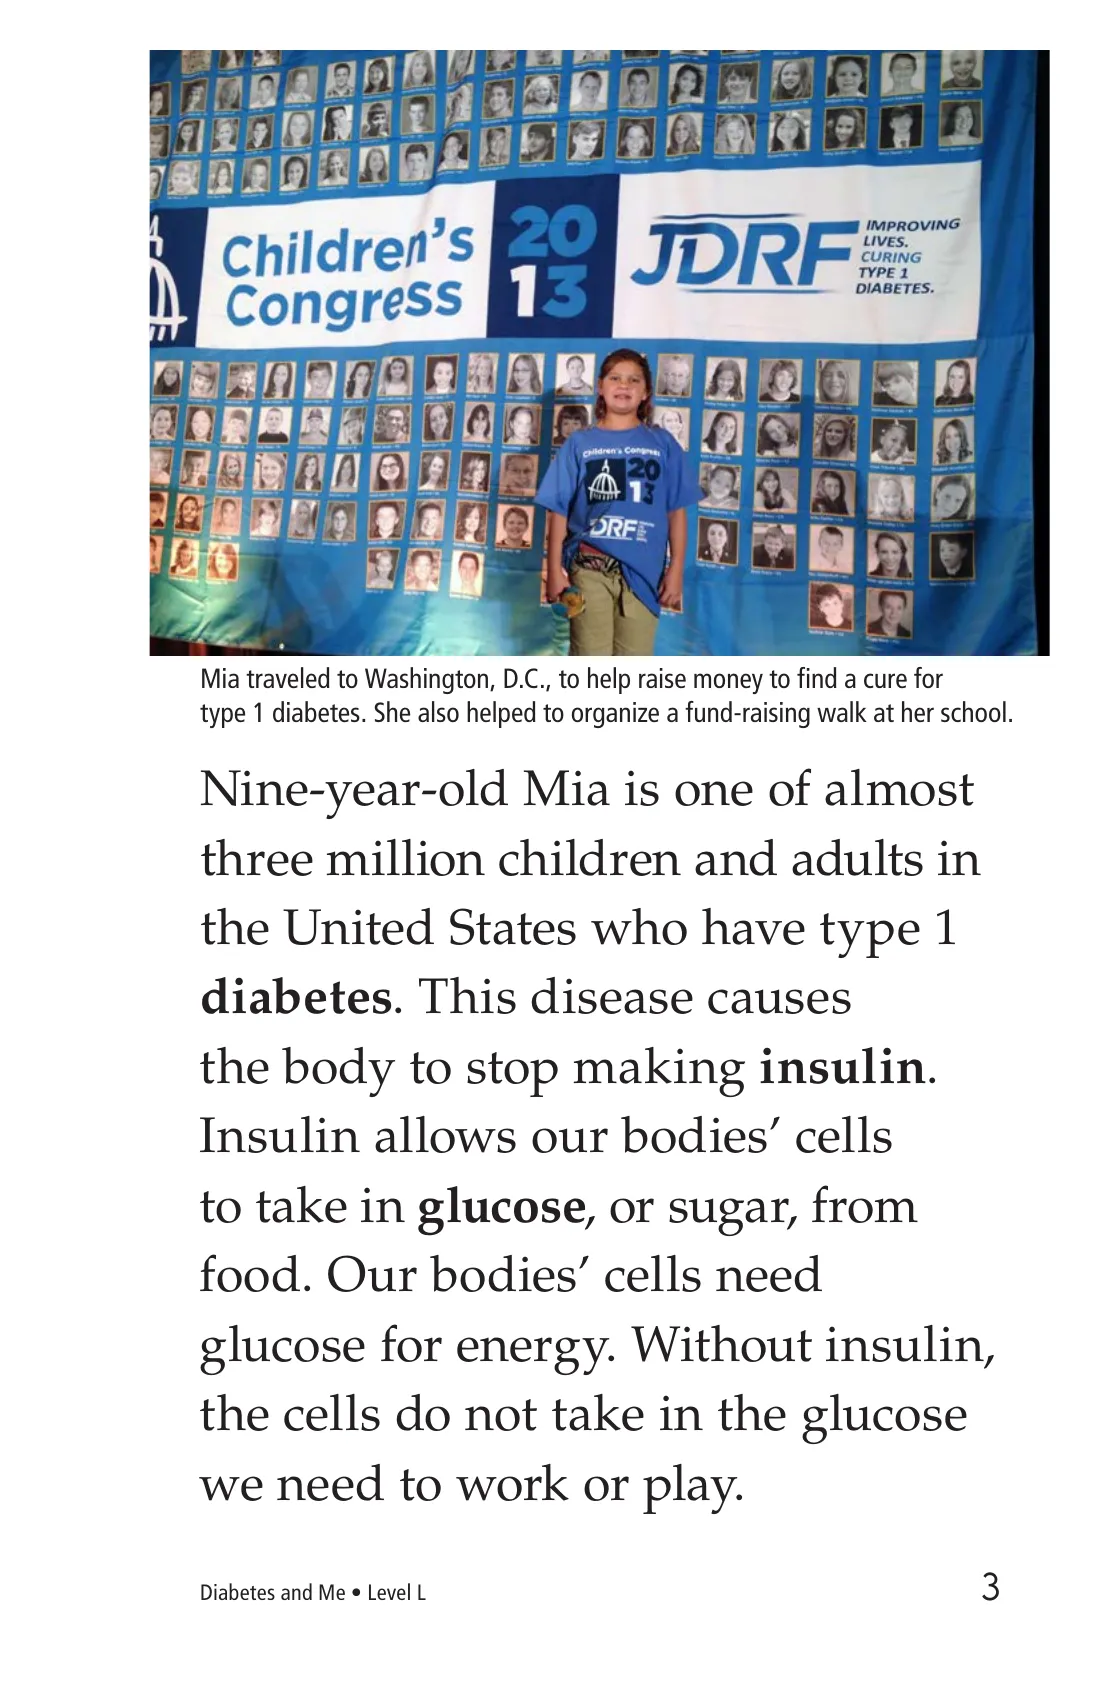 Children's
Congress
20
13
JDRF
IMPROVING
LIVES.
CURING
TYPE 1
DIABETES.
Children's Congress
20
13
JDRF
Mia traveled to Washington, D.C., to help raise money to find a cure for
type 1 diabetes. She also helped to organize a fund-raising walk at her school.
Nine-year-old Mia is one of almost
three million children and adults in
the United States who have type 1
diabetes. This disease causes
the body to stop making insulin.
Insulin allows our bodies’ cells
to take in glucose, or sugar, from
food. Our bodies’ cells need
glucose for energy. Without insulin,
the cells do not take in the glucose
we need to work or play.
Diabetes and Me • Level L
3